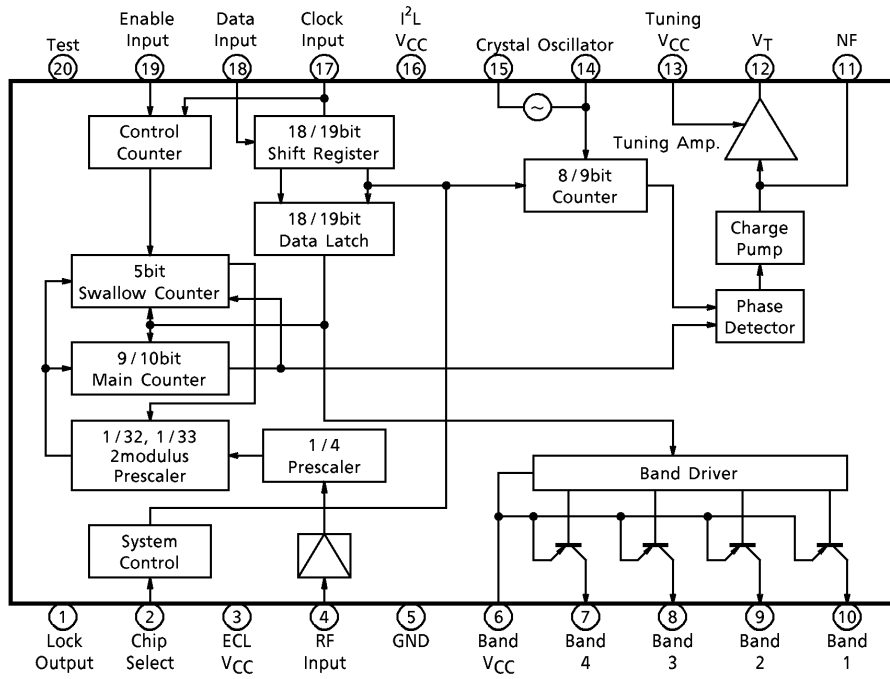 Test
Enable Input
Data Input
Clock Input
I²L VCC
Crystal Oscillator
Tuning VCC
VT
NF
20
19
18
17
16
15
14
13
12
11
~
Control Counter
18/19bit Shift Register
Tuning Amp.
8/9bit Counter
18/19bit Data Latch
Charge Pump
5bit Swallow Counter
Phase Detector
9/10bit Main Counter
1/32, 1/33 2modulus Prescaler
1/4 Prescaler
Band Driver
System Control
1
2
3
4
5
6
7
8
9
10
Lock Output
Chip Select
ECL VCC
RF Input
GND
Band VCC
Band 4
Band 3
Band 2
Band 1